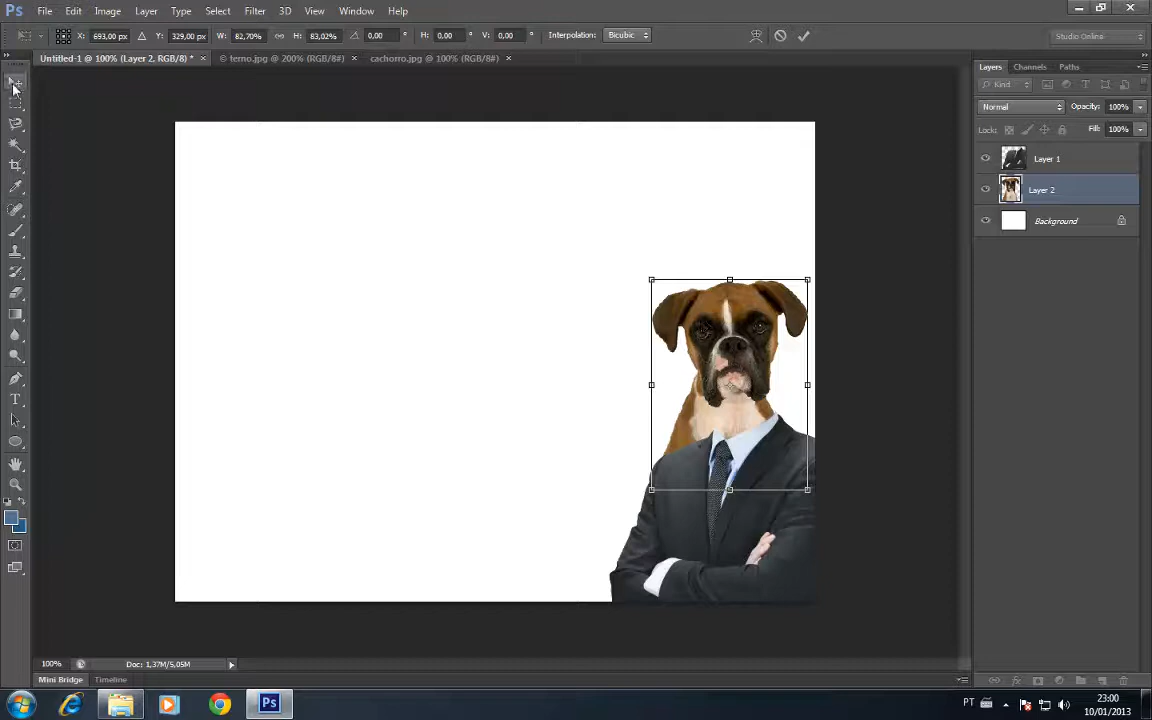 Ps File Edit Image Layer Type Select Filter 3D View Window Help
X: 693,00 px Y: 329,00 px W: 82,70% H: 83,02% 0,00 ° H: 0,00 ° V: 0,00 ° Interpolation: Bicubic Studio Online
Untitled-1 @ 100% (Layer 2, RGB/8) * × © terno.jpg @ 200% (RGB/8#) × cachorro.jpg @ 100% (RGB/8#) ×
Layers Channels Paths
Kind
Normal Opacity: 100%
Lock: Fill: 100%
Layer 1
Layer 2
Background
T
100% Doc: 1,37M/5,05M
Mini Bridge Timeline
Ps PT 23:00
10/01/2013